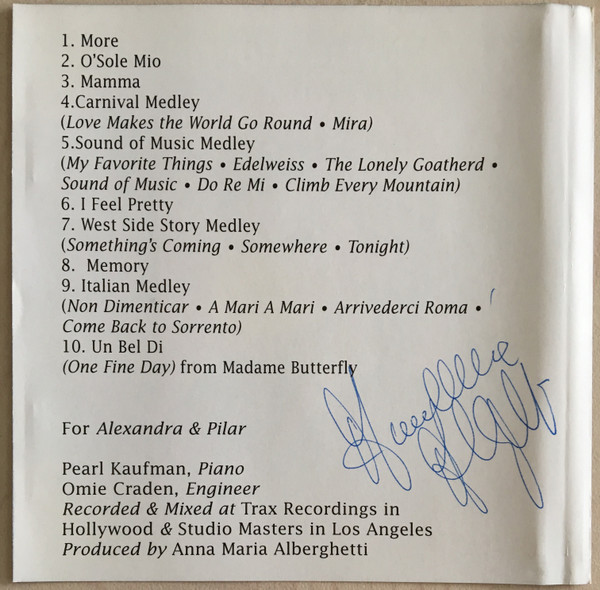 1. More
2. O'Sole Mio
3. Mamma
4.Carnival Medley
(Love Makes the World Go Round • Mira)
5.Sound of Music Medley
(My Favorite Things • Edelweiss • The Lonely Goatherd •
Sound of Music • Do Re Mi • Climb Every Mountain)
6. I Feel Pretty
7. West Side Story Medley
(Something's Coming • Somewhere • Tonight)
8. Memory
9. Italian Medley
(Non Dimenticar • A Mari A Mari • Arrivederci Roma •
Come Back to Sorrento)
10. Un Bel Di
(One Fine Day) from Madame Butterfly
For Alexandra & Pilar
Pearl Kaufman, Piano
Omie Craden, Engineer
Recorded & Mixed at Trax Recordings in
Hollywood & Studio Masters in Los Angeles
Produced by Anna Maria Alberghetti